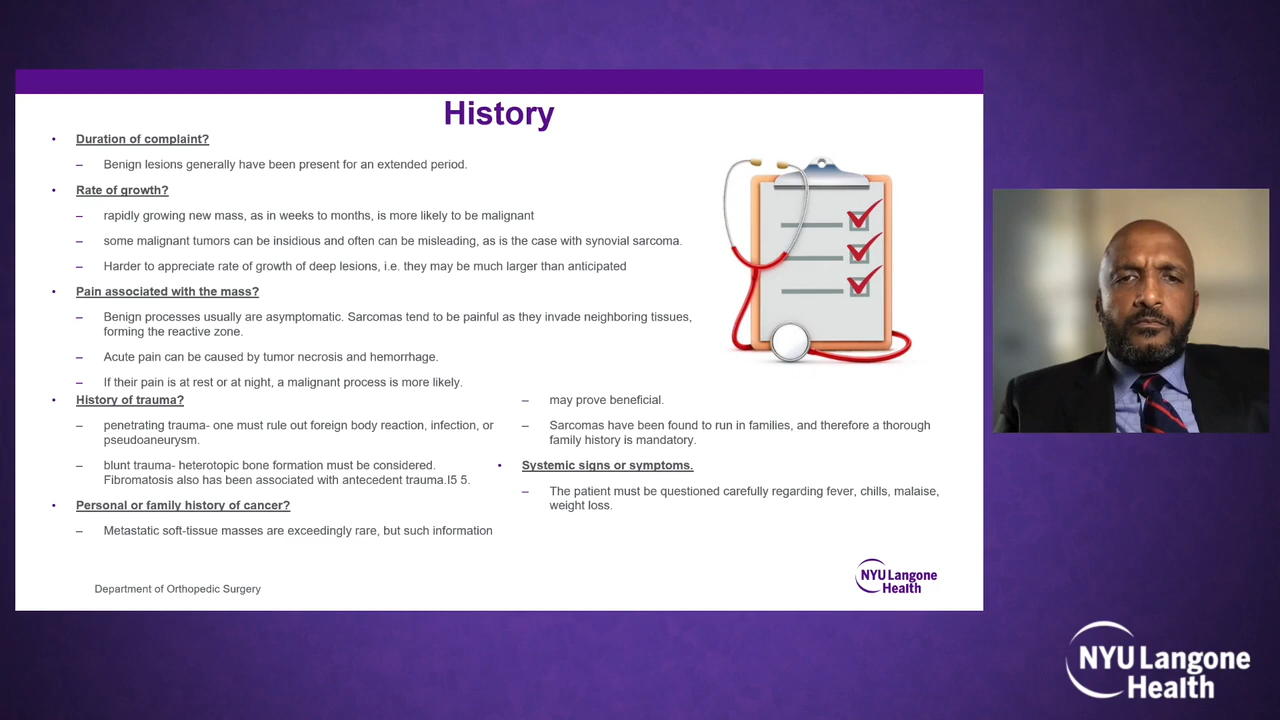 History
• Duration of complaint?
– Benign lesions generally have been present for an extended period.
• Rate of growth?
– rapidly growing new mass, as in weeks to months, is more likely to be malignant
– some malignant tumors can be insidious and often can be misleading, as is the case with synovial sarcoma.
– Harder to appreciate rate of growth of deep lesions, i.e. they may be much larger than anticipated
• Pain associated with the mass?
– Benign processes usually are asymptomatic. Sarcomas tend to be painful as they invade neighboring tissues,
forming the reactive zone.
– Acute pain can be caused by tumor necrosis and hemorrhage.
– If their pain is at rest or at night, a malignant process is more likely.
• History of trauma?
– penetrating trauma- one must rule out foreign body reaction, infection, or
pseudoaneurysm.
– blunt trauma- heterotopic bone formation must be considered.
Fibromatosis also has been associated with antecedent trauma.I5 5.
• Personal or family history of cancer?
– Metastatic soft-tissue masses are exceedingly rare, but such information
– may prove beneficial.
– Sarcomas have been found to run in families, and therefore a thorough
family history is mandatory.
• Systemic signs or symptoms.
– The patient must be questioned carefully regarding fever, chills, malaise,
weight loss.
Department of Orthopedic Surgery
NYU Langone
Health
NYU Langone
Health